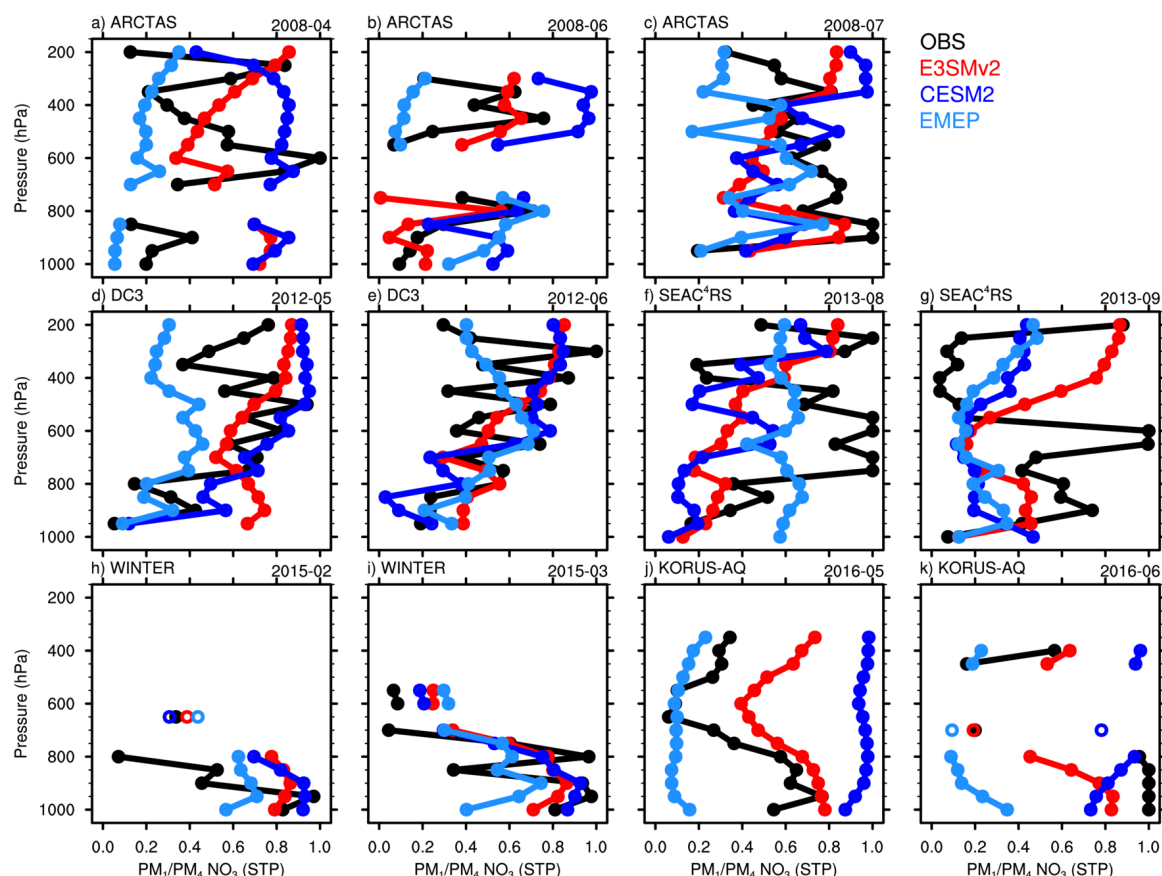 a) ARCTAS 2008-04
b) ARCTAS 2008-06
c) ARCTAS 2008-07
OBS
E3SMv2
CESM2
EMEP
Pressure (hPa)
200
400
600
800
1000
d) DC3 2012-05
e) DC3 2012-06
f) SEAC⁴RS 2013-08
g) SEAC⁴RS 2013-09
Pressure (hPa)
200
400
600
800
1000
h) WINTER 2015-02
i) WINTER 2015-03
j) KORUS-AQ 2016-05
k) KORUS-AQ 2016-06
Pressure (hPa)
200
400
600
800
1000
0.0 0.2 0.4 0.6 0.8 1.0
0.0 0.2 0.4 0.6 0.8 1.0
0.0 0.2 0.4 0.6 0.8 1.0
0.0 0.2 0.4 0.6 0.8 1.0
PM₁/PM₄ NO₃ (STP)
PM₁/PM₄ NO₃ (STP)
PM₁/PM₄ NO₃ (STP)
PM₁/PM₄ NO₃ (STP)